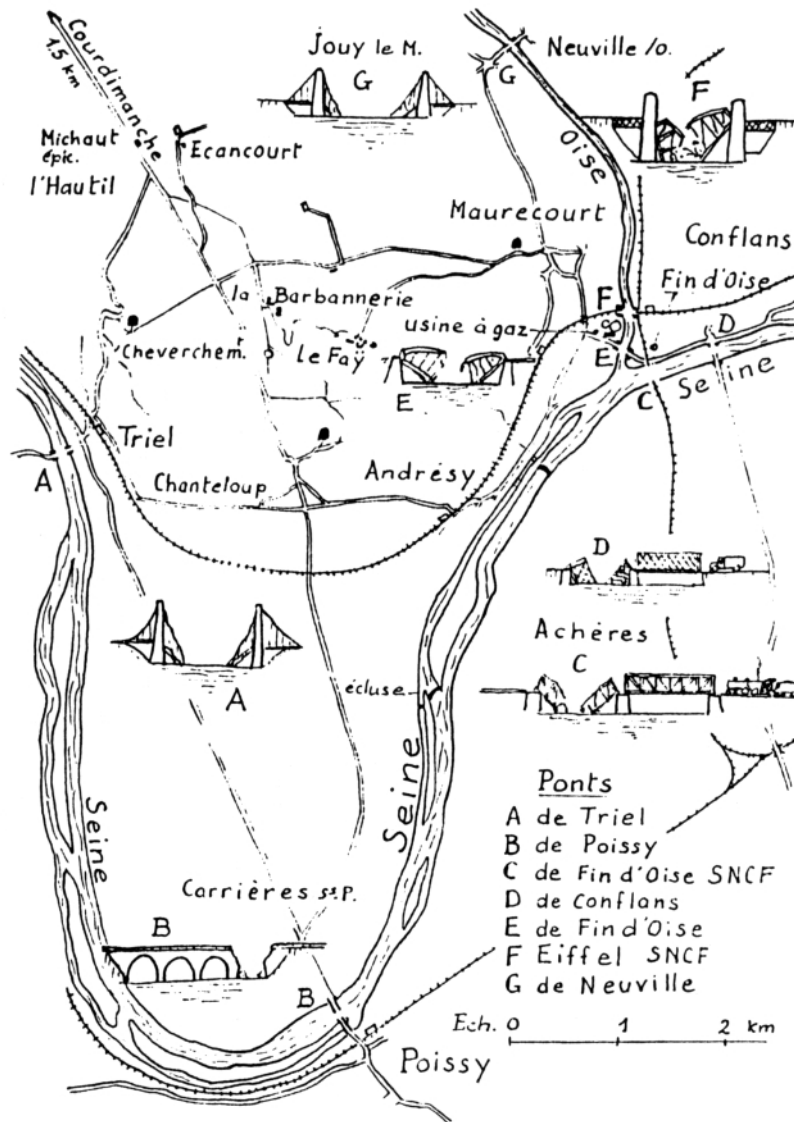 Jouy le M.
G
Neuville /o.
G
F
Courdimanche
1.5 km
Oise
Michaut
épic.
Ecancourt
l'Hautil
Maurecourt
Conflans
Fin d'Oise
la Barbannerie
F
usine à gaz
D
Cheverchemt.
Le Fay
E
E
Seine
C
Triel
A
Chanteloup
Andrésy
D
Achères
C
A
écluse
Seine
Seine
Ponts
A de Triel
B de Poissy
C de Fin d'Oise SNCF
D de Conflans
E de Fin d'Oise
F Eiffel SNCF
G de Neuville
Carrières ss.P.
B
B
Ech. 0 1 2 km
Poissy